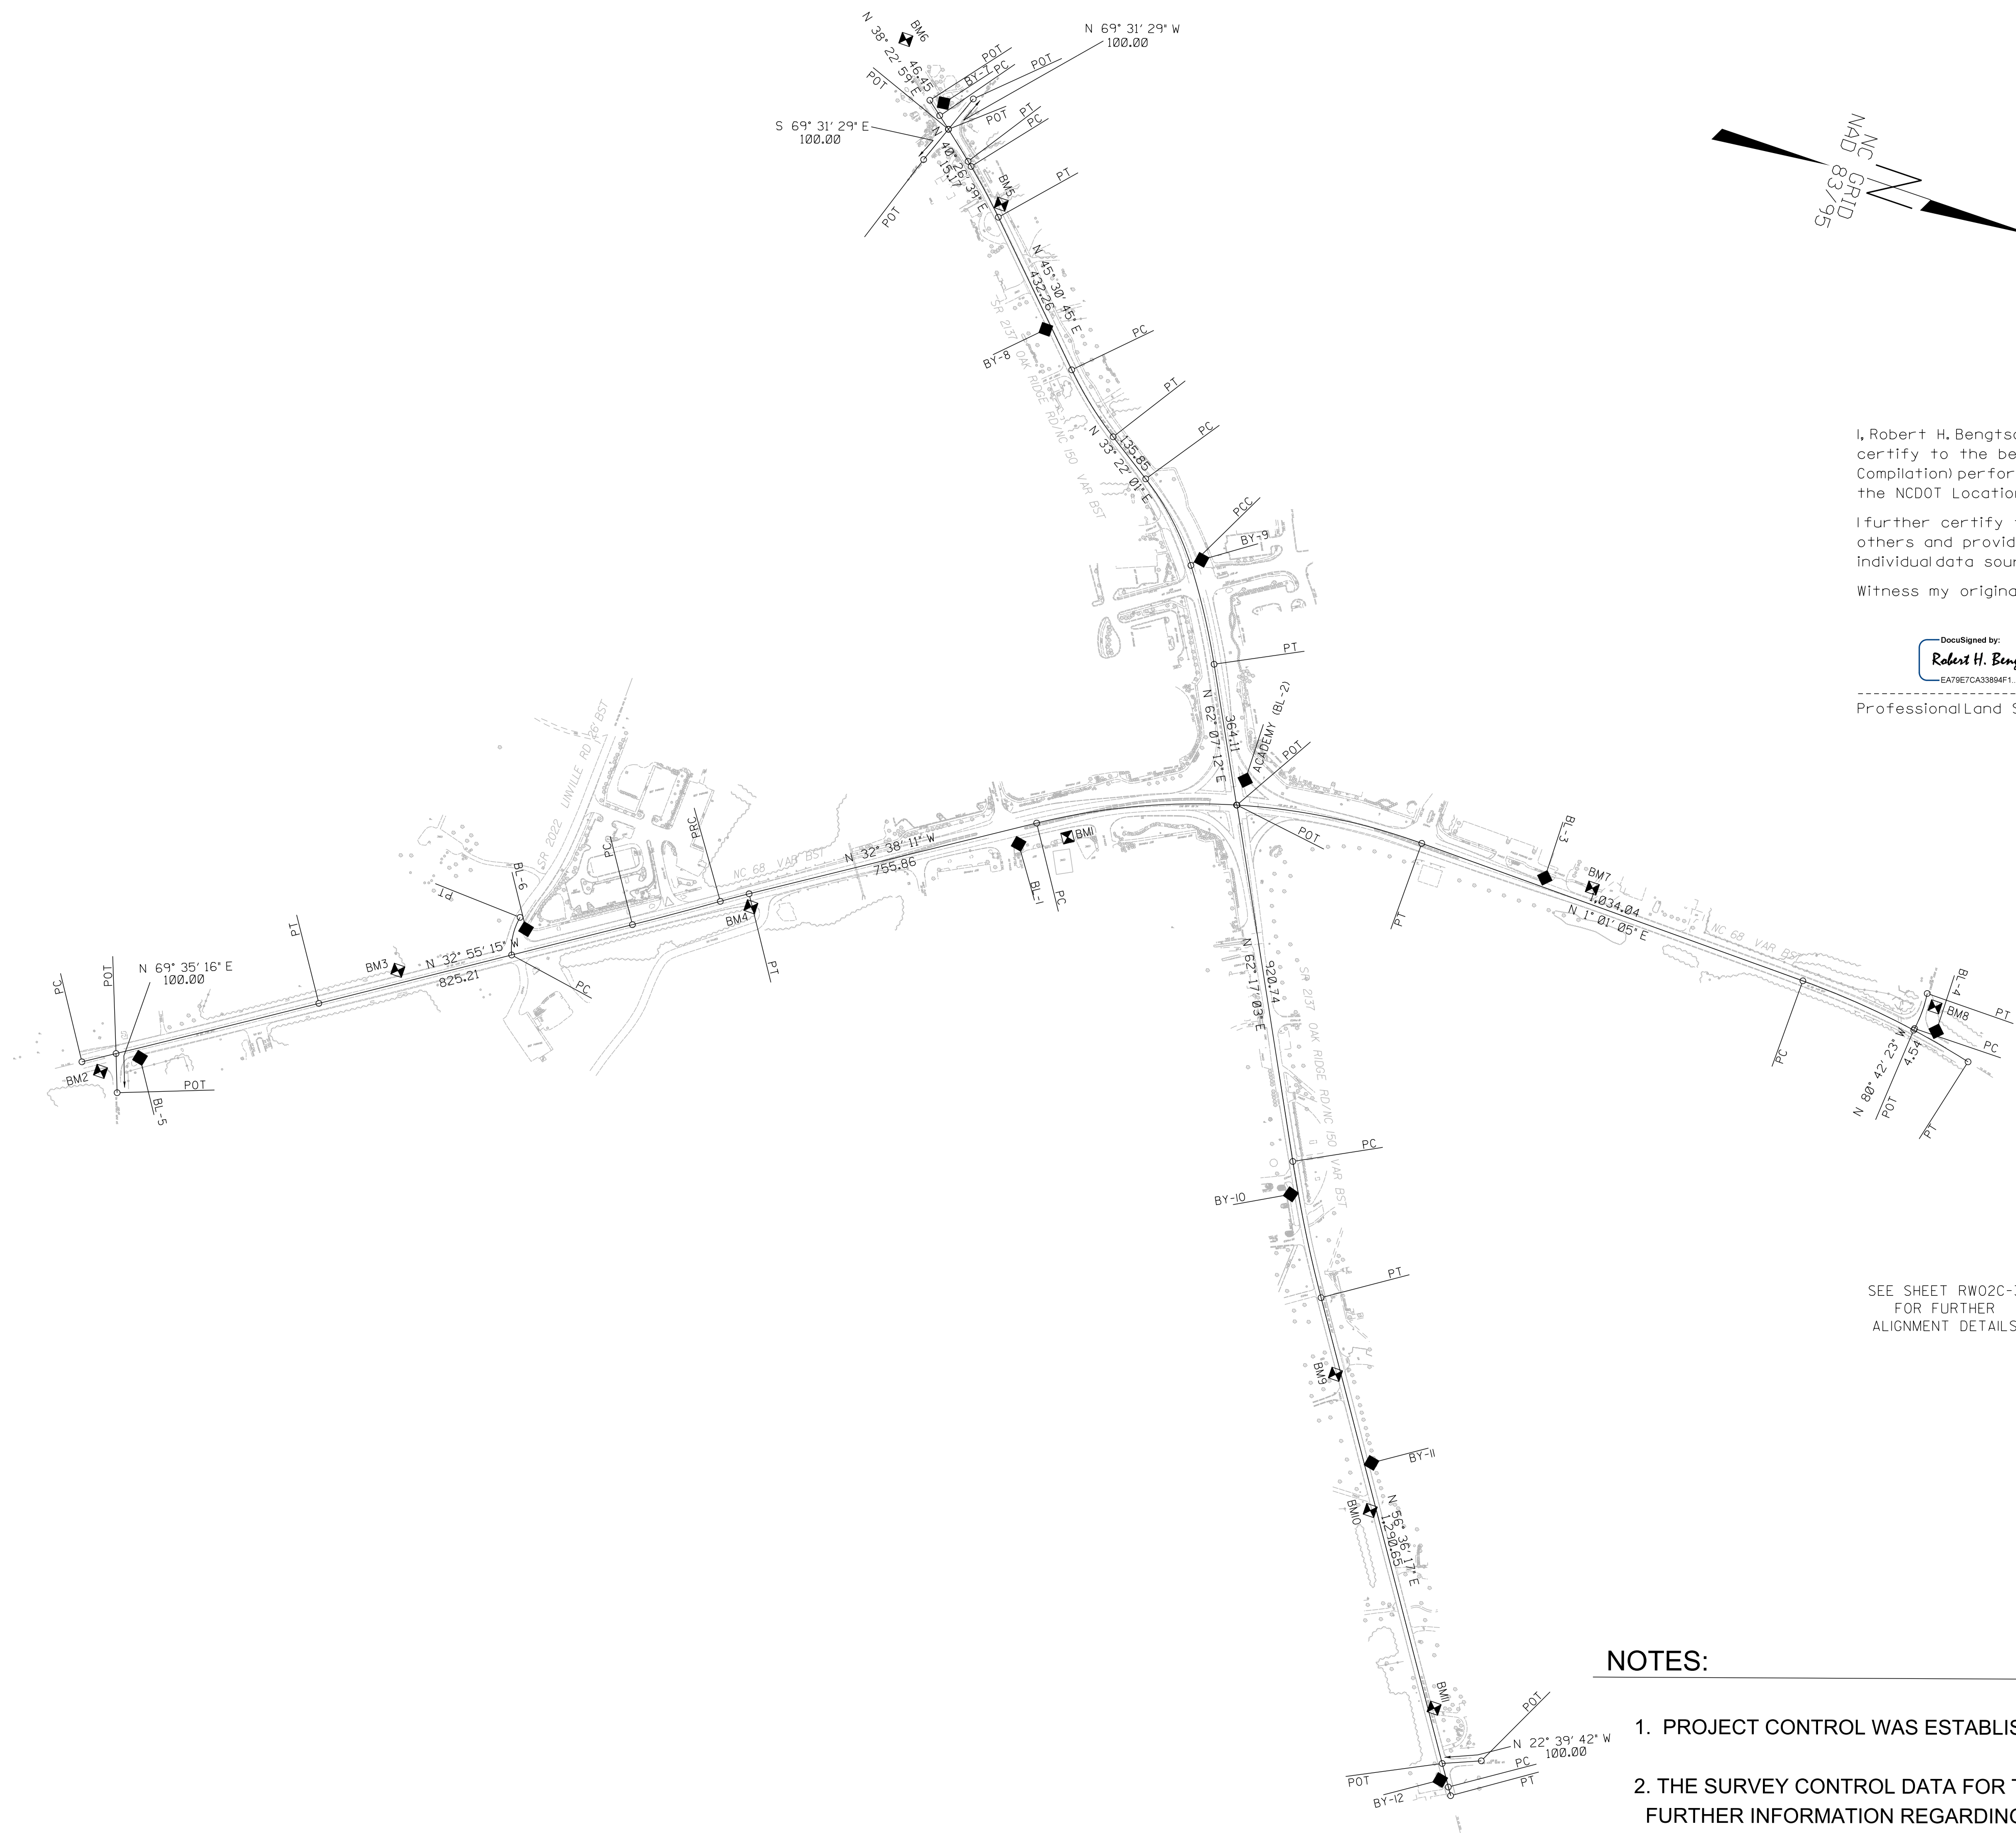 BM6
N 38° 22' 59" E
46.45
POT
POT
BY-7
PC
POT
N 69° 31' 29" W
100.00
POT
PT
PC
S 69° 31' 29" E
100.00
N 40° 26' 39" E
15.17
POT
BM5
PT
N 45° 30' 45" E
432.26
BY-8
PC
SR 2137 OAK RIDGE RD/NC 150 VAR BST
PT
135.85
N 33° 22' 01" E
PC
PCC
BY-9
PT
N 62° 07' 12" E
364.11
ACADEMY (BL-2)
POT
POT
NC GRID
NAD 83/95
N
I, Robert H. Bengtso
certify to the be
Compilation) perfor
the NCDOT Location
I further certify
others and provid
individual data sour
Witness my origina
DocuSigned by:
Robert H. Beng
EA79E7CA33894F1...
Professional Land S
SR 2022 LINVILLE RD 26' BST
BL-6
PT
PC
PRC
NC 68 VAR BST
N 32° 38' 11" W
755.86
BM4
PT
BL-1
PC
BM1
PT
BM3
N 32° 55' 15" W
825.21
PC
PC
POT
N 69° 35' 16" E
100.00
BM2
POT
BL-5
BL-3
BM7
1,034.04
N 1° 01' 05" E
PT
NC 68 VAR BST
PC
BL-4
PT
BM8
PC
N 80° 42' 23" W
4.54
POT
PT
N 62° 17' 03" E
920.74
SR 2137 OAK RIDGE RD/NC 150 VAR BST
PC
BY-10
PT
BM9
BY-11
BM10
N 56° 36' 17" E
1,290.65
BM11
POT
N 22° 39' 42" W
100.00
POT
PC
PT
BY-12
SEE SHEET RW02C-
FOR FURTHER
ALIGNMENT DETAILS
NOTES:
1. PROJECT CONTROL WAS ESTABLIS
2. THE SURVEY CONTROL DATA FOR T
FURTHER INFORMATION REGARDING